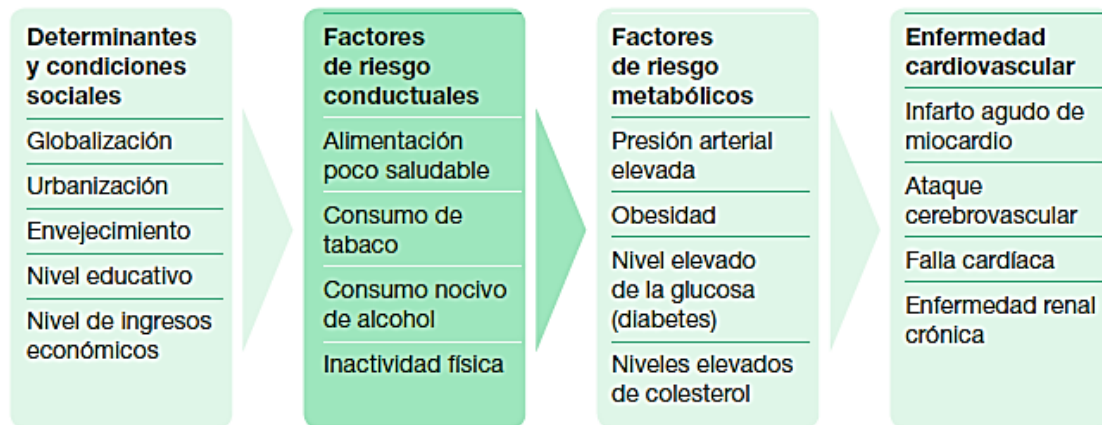 Determinantes
y condiciones
sociales
Globalización
Urbanización
Envejecimiento
Nivel educativo
Nivel de ingresos
económicos
Factores
de riesgo
conductuales
Alimentación
poco saludable
Consumo de
tabaco
Consumo nocivo
de alcohol
Inactividad física
Factores
de riesgo
metabólicos
Presión arterial
elevada
Obesidad
Nivel elevado
de la glucosa
(diabetes)
Niveles elevados
de colesterol
Enfermedad
cardiovascular
Infarto agudo de
miocardio
Ataque
cerebrovascular
Falla cardíaca
Enfermedad renal
crónica